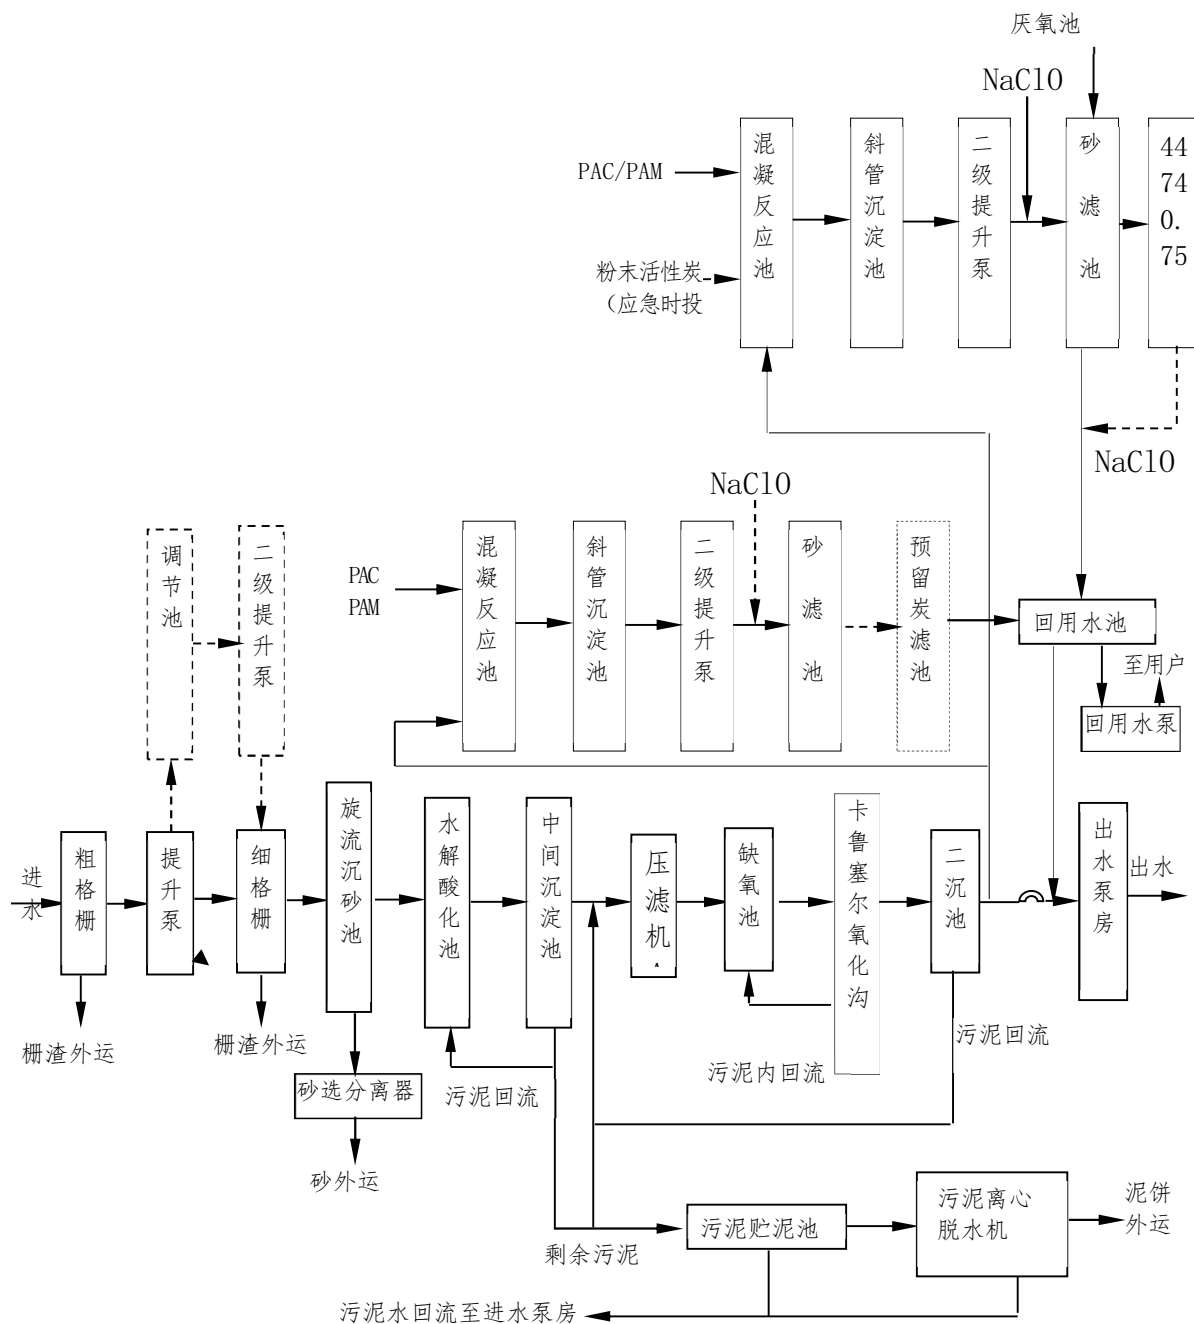 厌氧池
NaClO
PAC/PAM
粉末活性炭
（应急时投
混凝反应池
斜管沉淀池
二级提升泵
砂滤池
44
74
0.
75
NaClO
NaClO
调节池
二级提升泵
PAC
PAM
混凝反应池
斜管沉淀池
二级提升泵
砂滤池
预留炭滤池
回用水池
至用户
回用水泵
进水
粗格栅
提升泵
细格栅
旋流沉砂池
水解酸化池
中间沉淀池
压滤机
缺氧池
卡鲁塞尔氧化沟
二沉池
出水泵房
出水
栅渣外运
栅渣外运
砂选分离器
砂外运
污泥回流
污泥内回流
污泥回流
剩余污泥
污泥贮泥池
污泥离心
脱水机
泥饼
外运
污泥水回流至进水泵房